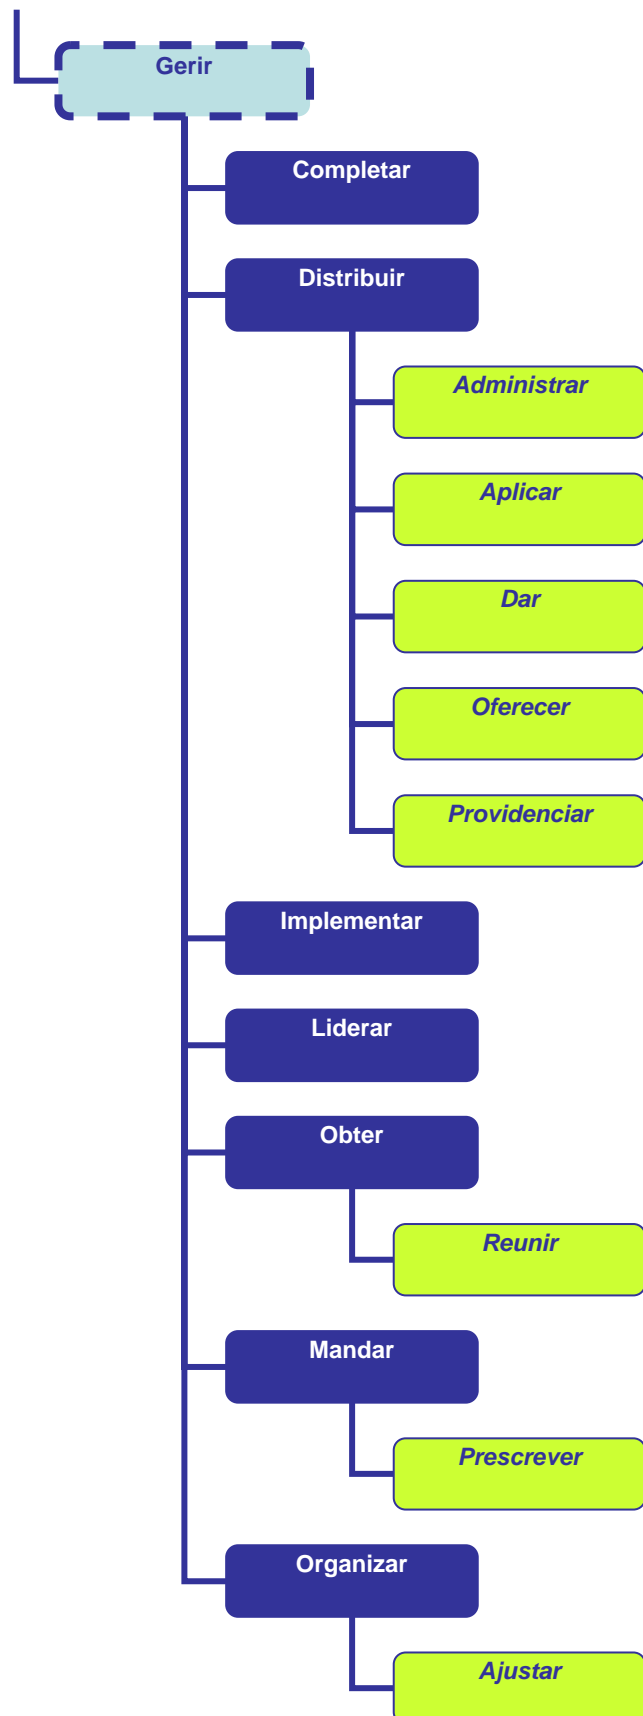 Gerir
Completar
Distribuir
Administrar
Aplicar
Dar
Oferecer
Providenciar
Implementar
Liderar
Obter
Reunir
Mandar
Prescrever
Organizar
Ajustar